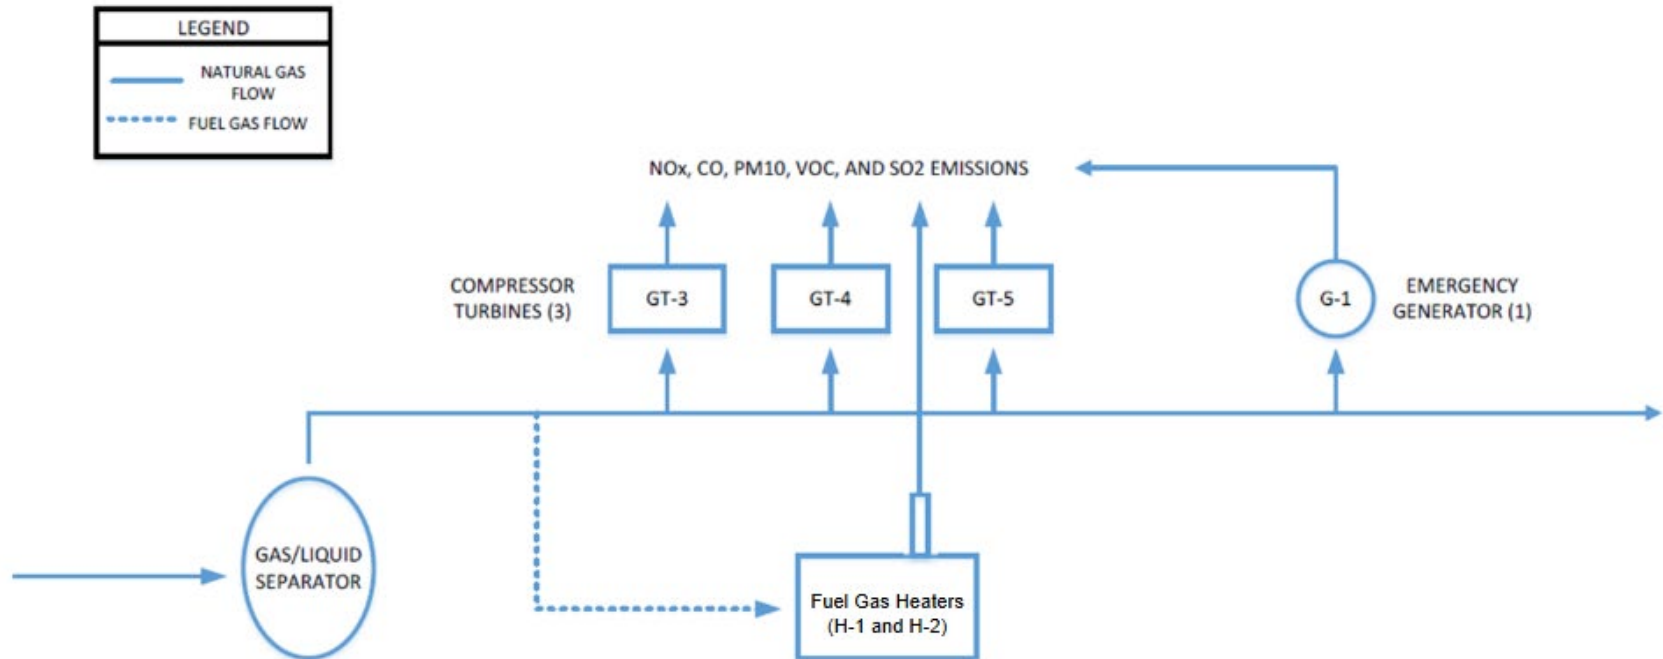 LEGEND
NATURAL GAS
FLOW
FUEL GAS FLOW
NOx, CO, PM10, VOC, AND SO2 EMISSIONS
COMPRESSOR
TURBINES (3)
GT-3
GT-4
GT-5
G-1
EMERGENCY
GENERATOR (1)
GAS/LIQUID
SEPARATOR
Fuel Gas Heaters
(H-1 and H-2)